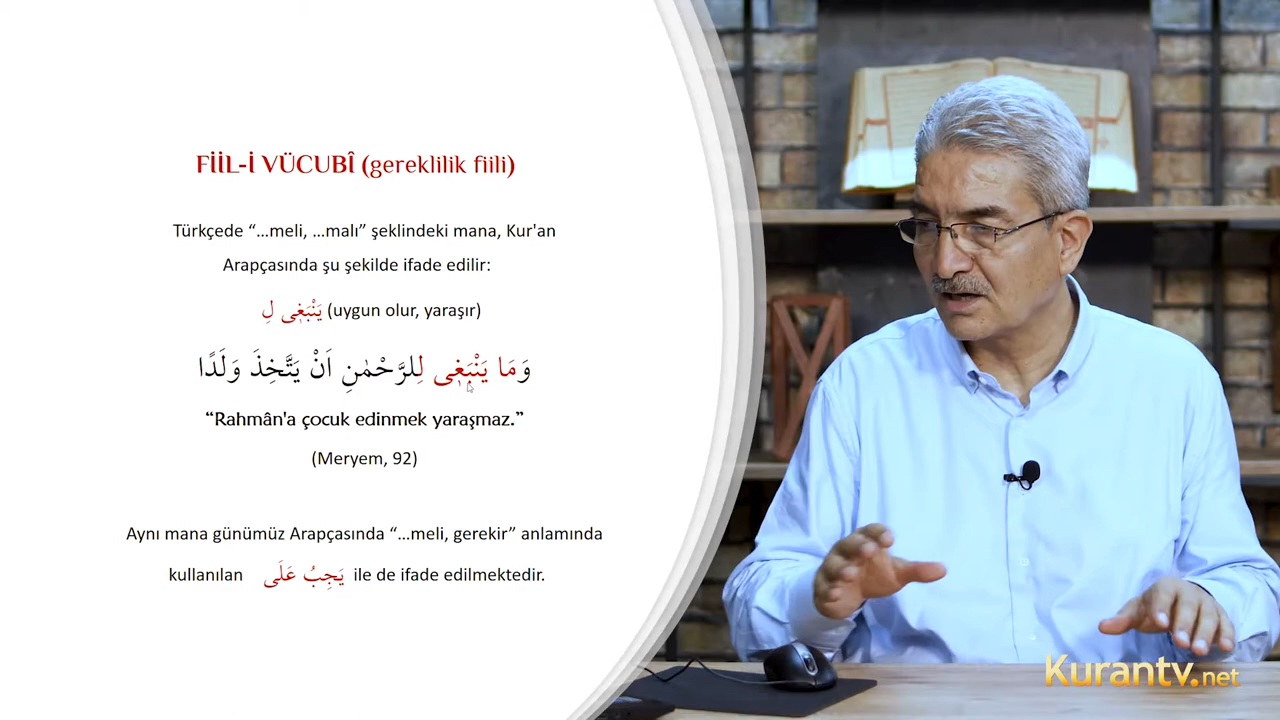 FİİL-İ VÜCUBÎ (gereklilik fiili)
Türkçede “...meli, ...malı” şeklindeki mana, Kur'an
Arapçasında şu şekilde ifade edilir:
يَنْبَغ۪ى لِ (uygun olur, yaraşır)
وَمَا يَنْبَغ۪ى لِلرَّحْمٰنِ اَنْ يَتَّخِذَ وَلَدًا
“Rahmân'a çocuk edinmek yaraşmaz.”
(Meryem, 92)
Aynı mana günümüz Arapçasında “...meli, gerekir” anlamında
kullanılan يَجِبُ عَلَى ile de ifade edilmektedir.
Kurantv.net